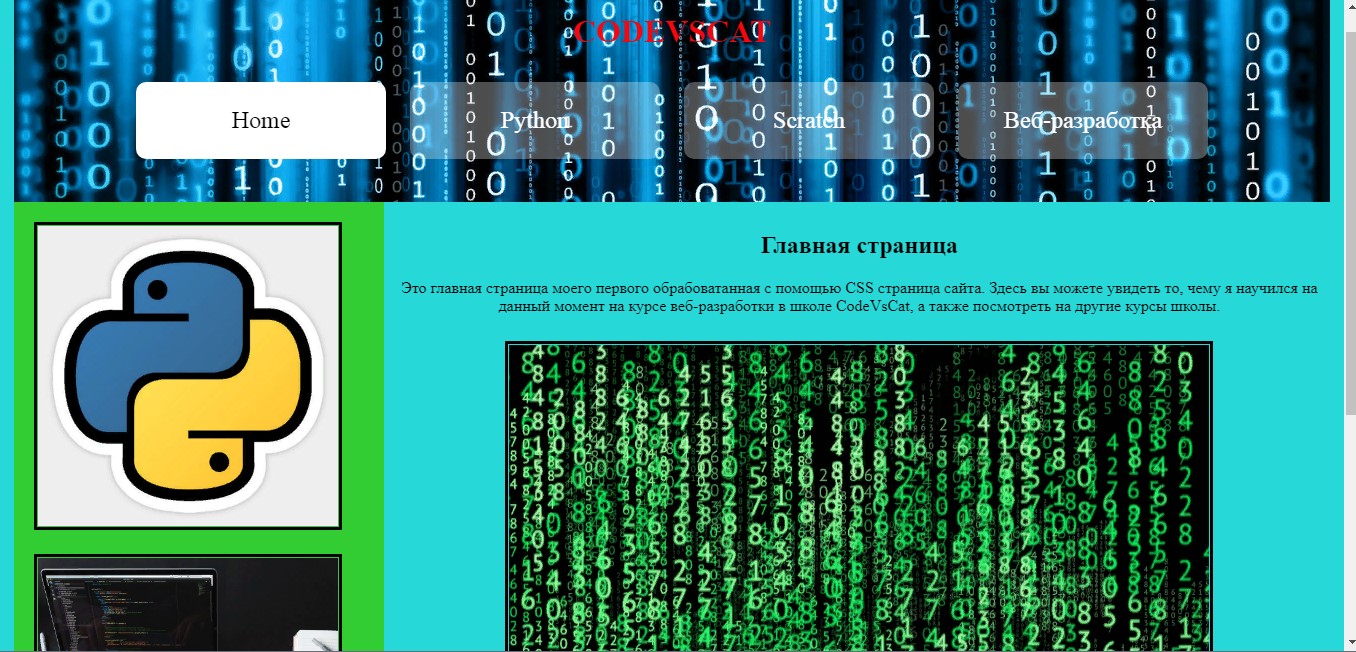 CODEVSCAT
Home
Python
Scratch
Веб-разработка
Главная страница
Это главная страница моего первого обрабоватанная с помощью CSS страница сайта. Здесь вы можете увидеть то, чему я научился на
данный момент на курсе веб-разработки в школе CodeVsCat, а также посмотреть на другие курсы школы.